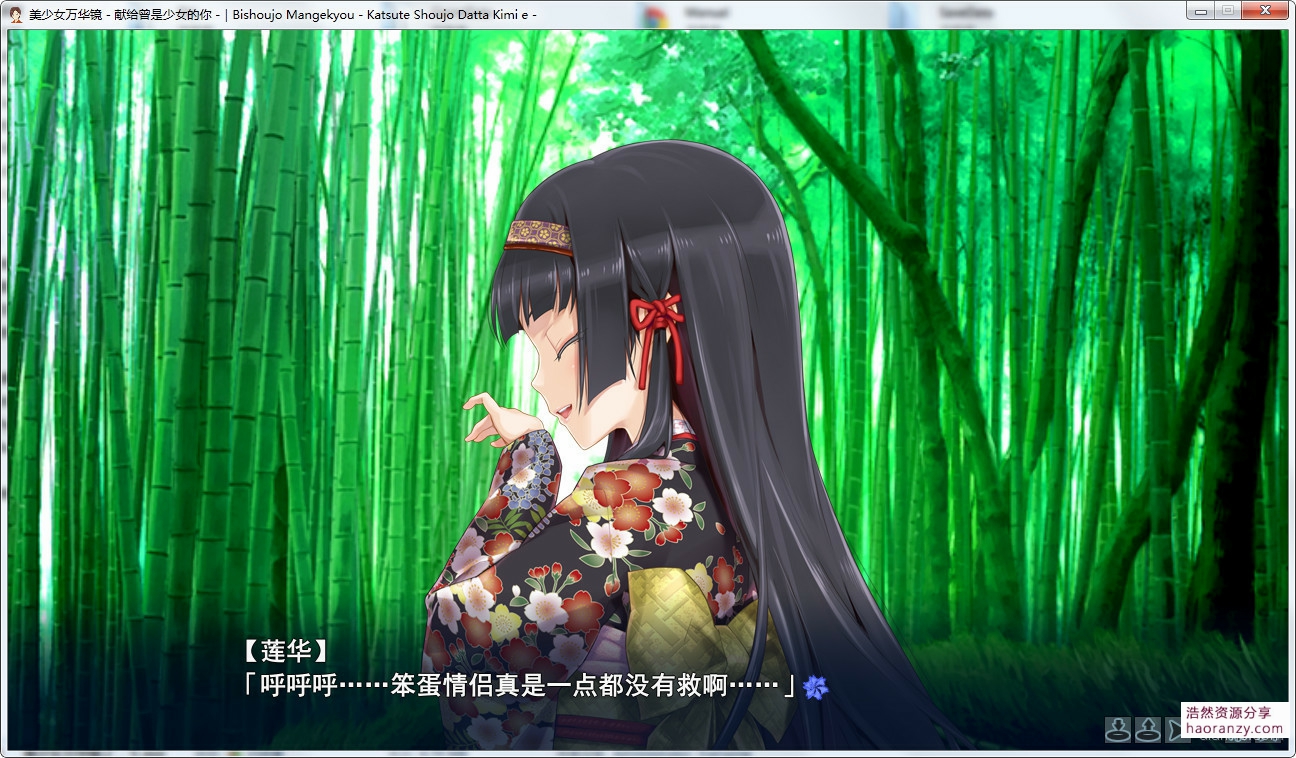 美少女万华镜 - 献给曾是少女的你 - | Bishoujo Mangekyou - Katsute Shoujo Datta Kimi e -
【莲华】
「呼呼呼……笨蛋情侣真是一点都没有救啊……」
浩然资源分享
haoranzy.com